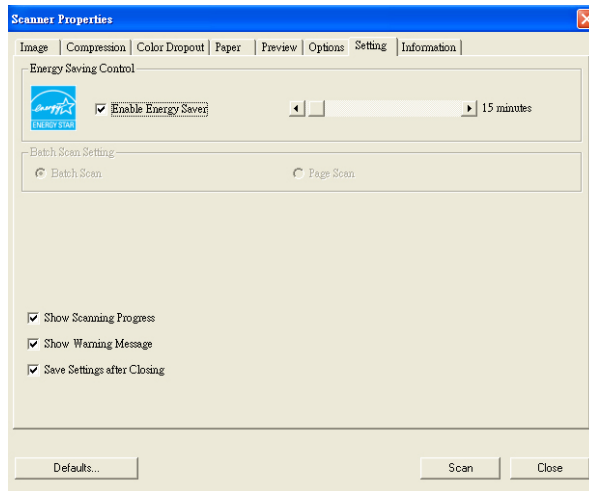 Scanner Properties
Image Compression Color Dropout Paper Preview Options Setting Information
Energy Saving Control
energy
ENERGY STAR
Enable Energy Saver
15 minutes
Batch Scan Setting
Batch Scan Page Scan
Show Scanning Progress
Show Warning Message
Save Settings after Closing
Defaults... Scan Close